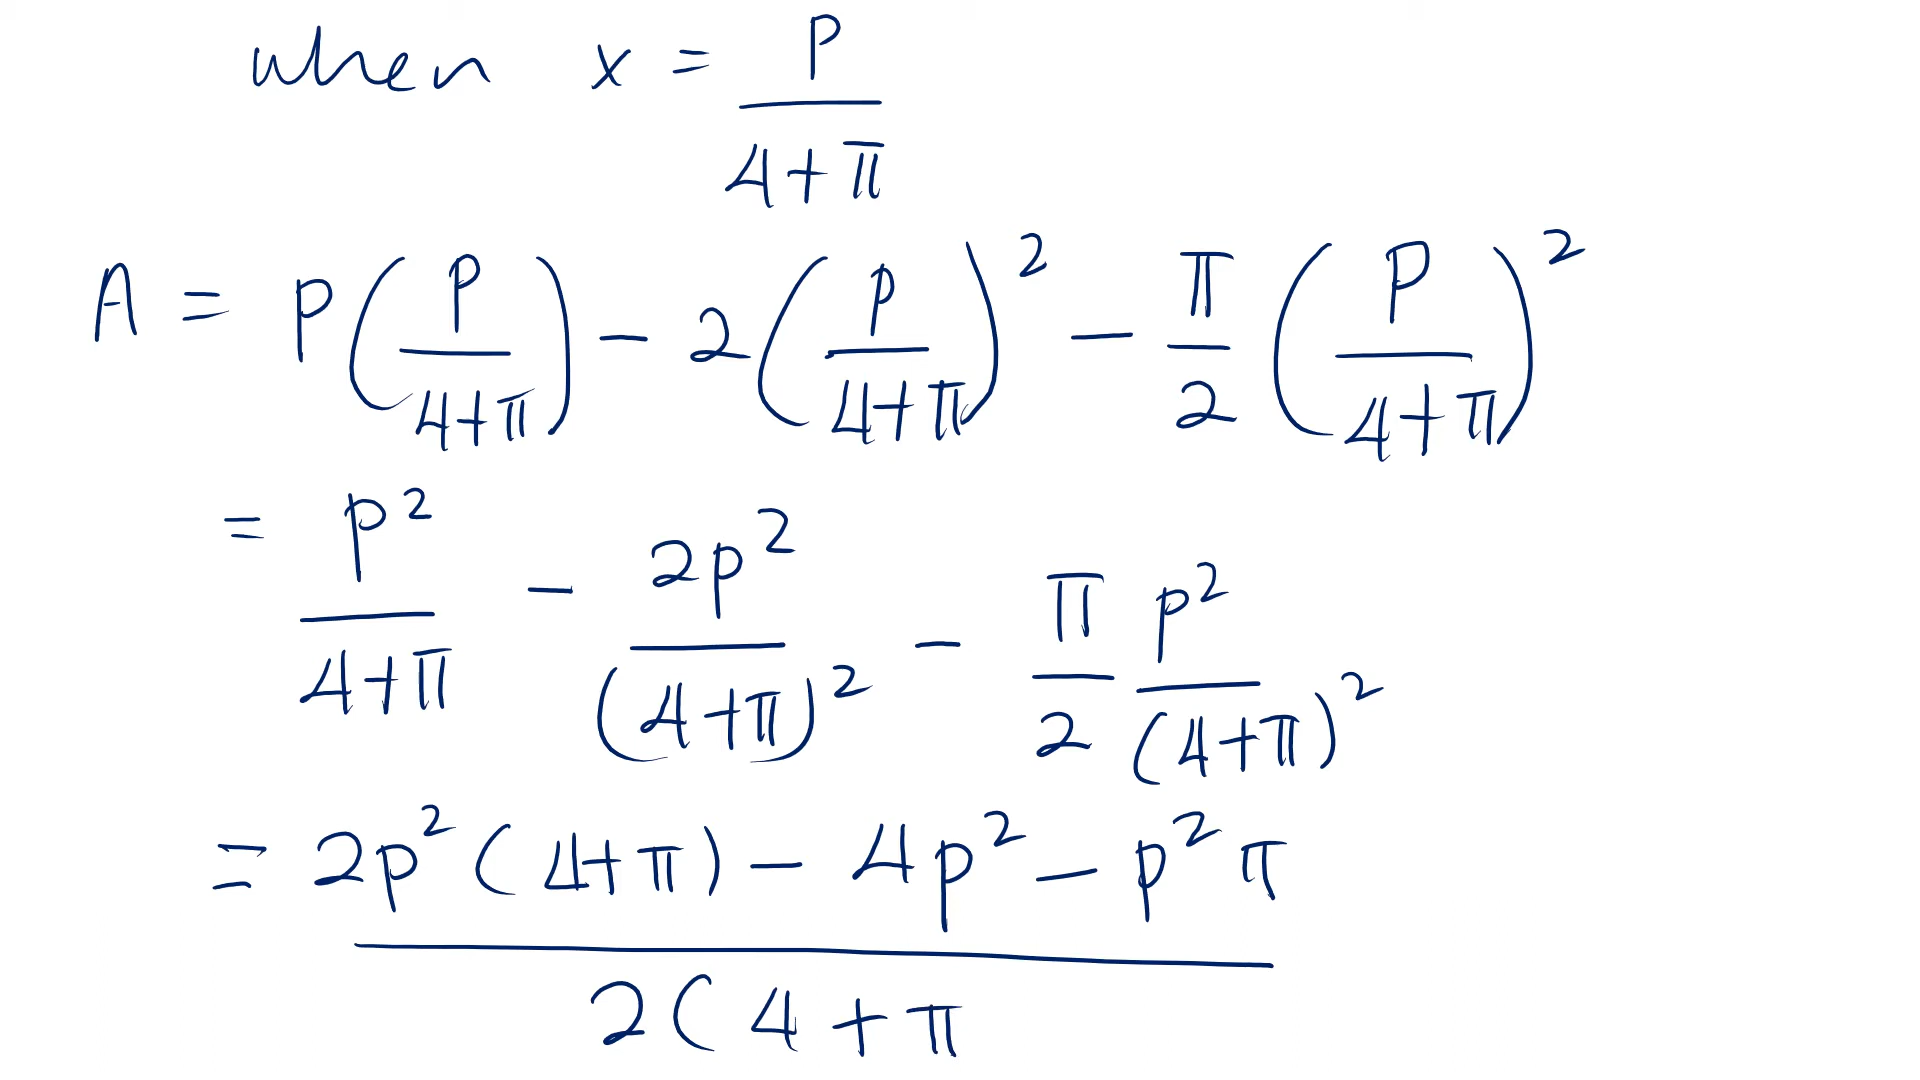 when x = P/(4+π)
A = P(P/(4+π)) - 2(P/(4+π))² - π/2 (P/(4+π))²
= P²/(4+π) - 2P²/(4+π)² - π/2 P²/(4+π)²
= 2P²(4+π) - 4P² - P²π
2(4+π